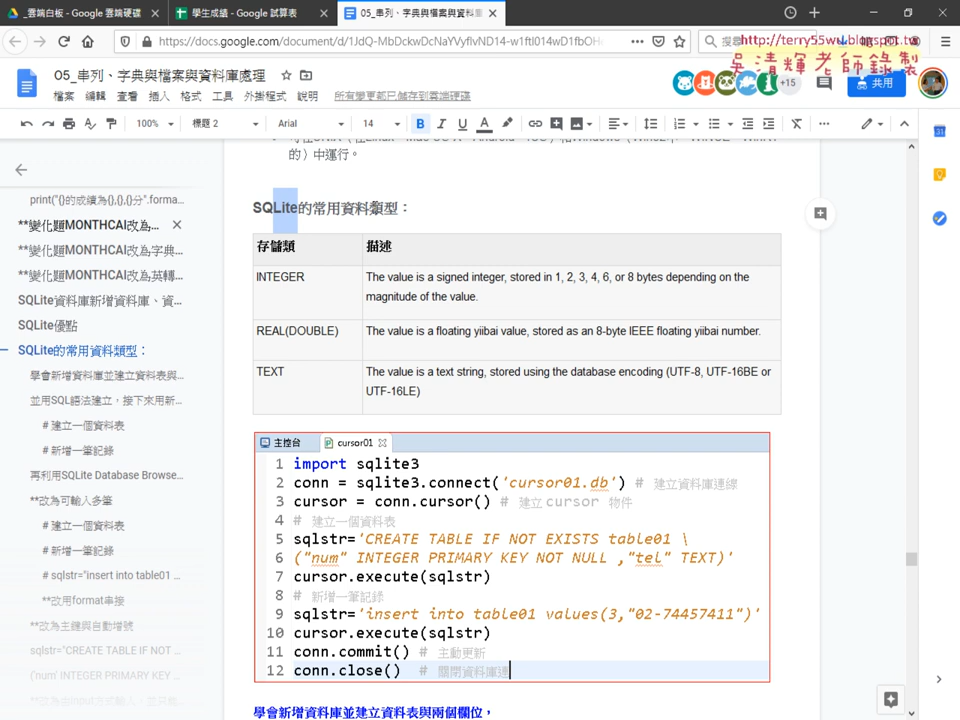 _雲端白板 - Google 雲端硬碟
學生成績 - Google 試算表
05_串列、字典與檔案與資料庫
https://docs.google.com/document/d/1JdQ-MbDckwDcNaYVyfIvND14-w1ftl014wD1fbOH
http://terry55wu.blogspot.tw
吳清輝老師錄製
05_串列、字典與檔案與資料庫處理
檔案 編輯 查看 插入 格式 工具 外掛程式 說明 所有變更都已儲存到雲端硬碟
+15
共用
100% 標題 2 Arial 14 B I U A
print("{}的成績為{},{},{}分".forma...
**變化題MONTHCAI改為...
**變化題MONTHCAI改為字典...
**變化題MONTHCAI改為英轉...
SQLite資料庫新增資料庫、資...
SQLite優點
SQLite的常用資料類型：
學會新增資料庫並建立資料表與...
並用SQL語法建立，接下來用新...
# 建立一個資料表
# 新增一筆記錄
再利用SQLite Database Browse...
**改為可輸入多筆
# 建立一個資料表
# 新增一筆記錄
# sqlstr="insert into table01 ...
**改用format串接
**改為主鍵與自動增號
sqlstr="CREATE TABLE IF NOT ...
('num' INTEGER PRIMARY KEY ...
的）中運行。
SQLite的常用資料類型：
存儲類 描述
INTEGER The value is a signed integer, stored in 1, 2, 3, 4, 6, or 8 bytes depending on the
magnitude of the value.
REAL(DOUBLE) The value is a floating yiibai value, stored as an 8-byte IEEE floating yiibai number.
TEXT The value is a text string, stored using the database encoding (UTF-8, UTF-16BE or
UTF-16LE)
主控台 cursor01
1 import sqlite3
2 conn = sqlite3.connect('cursor01.db') # 建立資料庫連線
3 cursor = conn.cursor() # 建立 cursor 物件
4 # 建立一個資料表
5 sqlstr='CREATE TABLE IF NOT EXISTS table01 \
6 ("num" INTEGER PRIMARY KEY NOT NULL ,"tel" TEXT)'
7 cursor.execute(sqlstr)
8 # 新增一筆記錄
9 sqlstr='insert into table01 values(3,"02-74457411")'
10 cursor.execute(sqlstr)
11 conn.commit() # 主動更新
12 conn.close() # 關閉資料庫連
學會新增資料庫並建立資料表與兩個欄位，